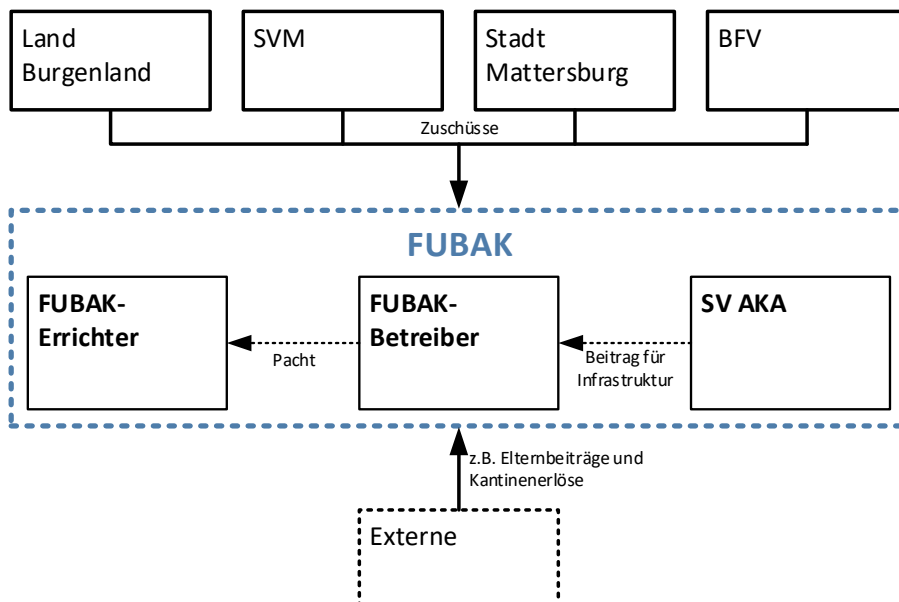 Land
Burgenland
SVM
Stadt
Mattersburg
BFV
Zuschüsse
FUBAK
FUBAK-
Errichter
FUBAK-
Betreiber
SV AKA
Pacht
Beitrag für
Infrastruktur
z.B. Elternbeiträge und
Kantinenerlöse
Externe